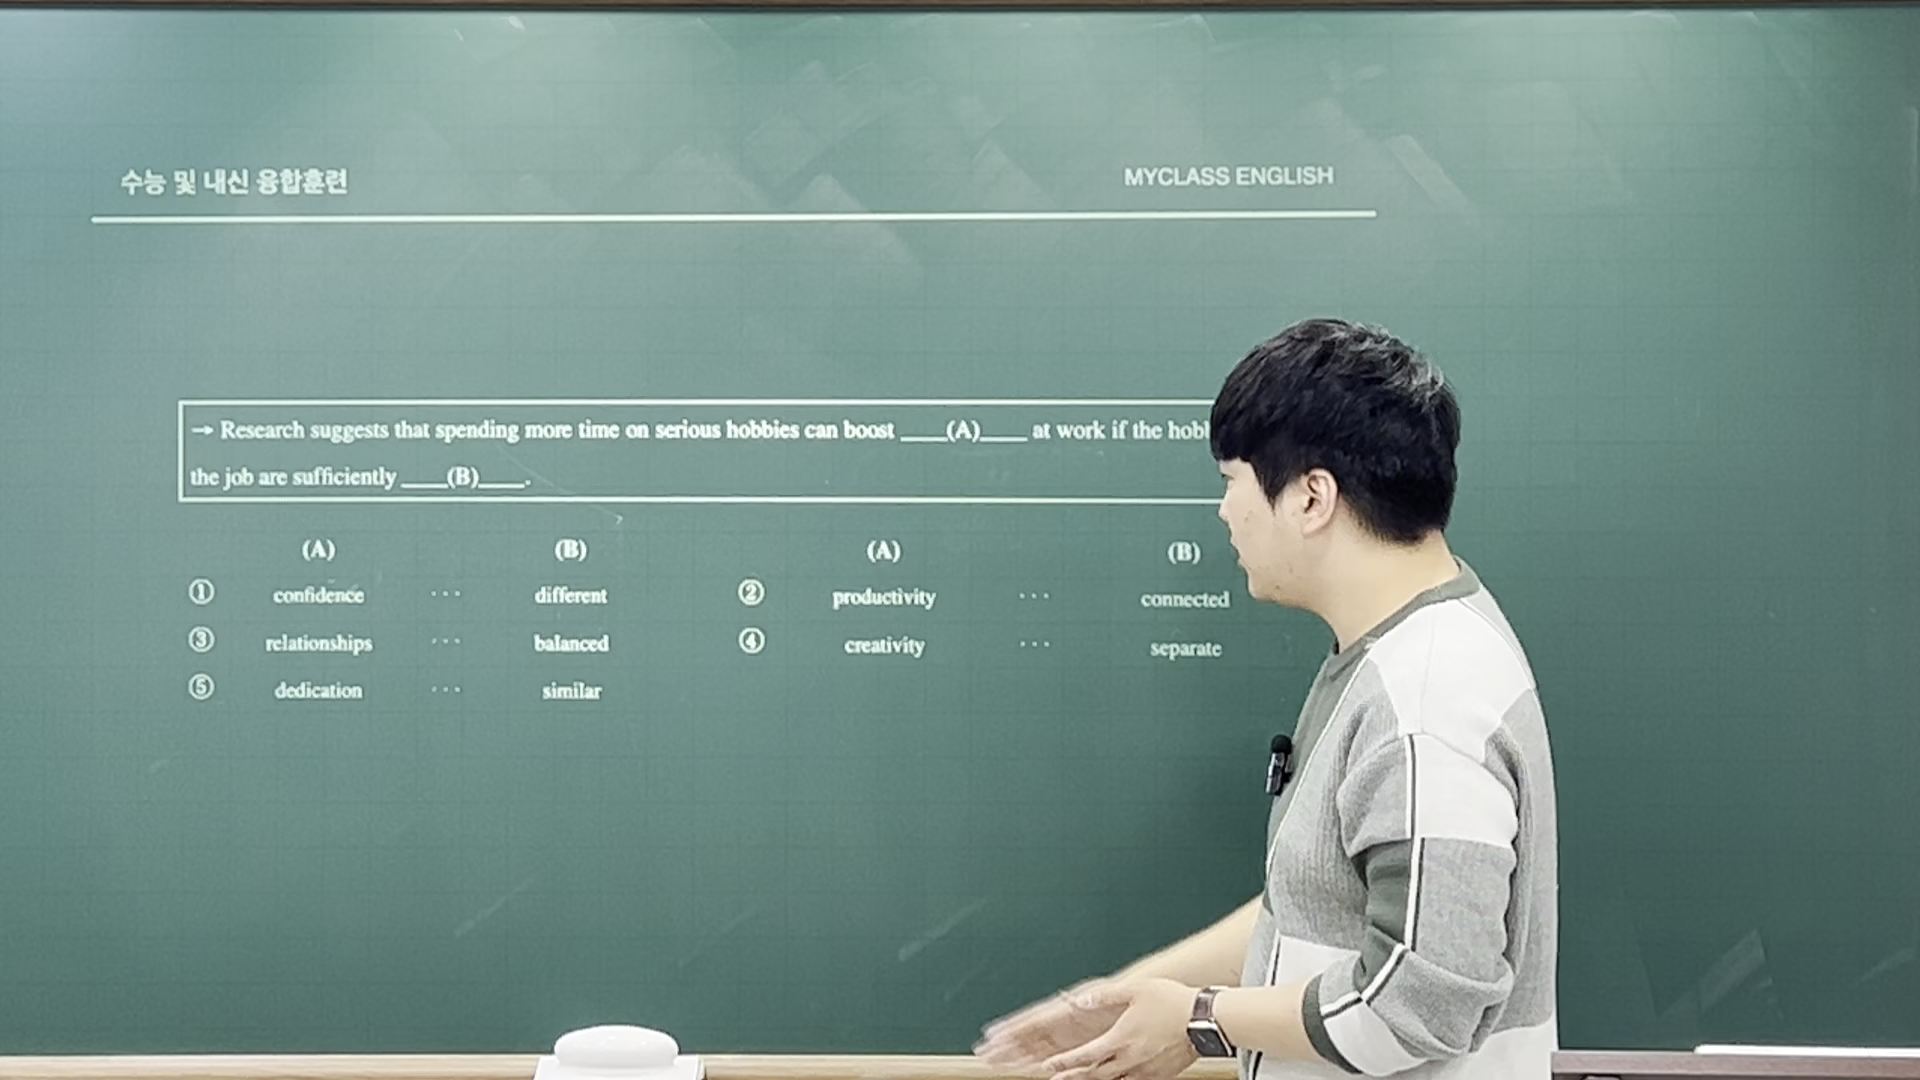 수능 및 내신 융합훈련
MYCLASS ENGLISH
→ Research suggests that spending more time on serious hobbies can boost ____(A)____ at work if the
the job are sufficiently ____(B)____.
(A) (B) (A) (B)
① confidence ··· different ② productivity ··· connected
③ relationships ··· balanced ④ creativity ··· separate
⑤ dedication ··· similar